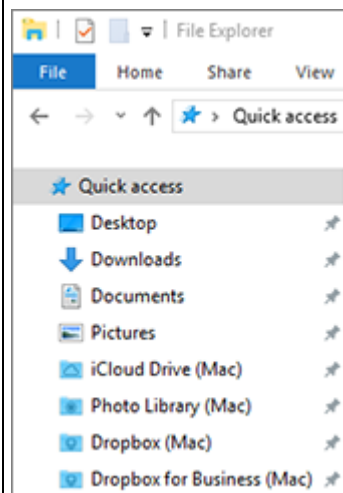 File Explorer
File Home Share View
Quick access
Quick access
Desktop
Downloads
Documents
Pictures
iCloud Drive (Mac)
Photo Library (Mac)
Dropbox (Mac)
Dropbox for Business (Mac)